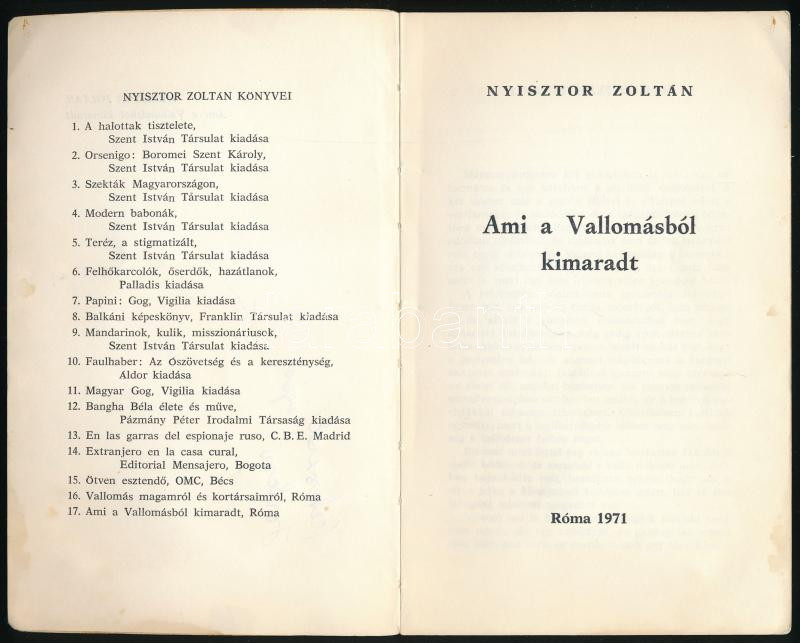 NYISZTOR ZOLTÁN KÖNYVEI
1. A halottak tisztelete,
Szent István Társulat kiadása
2. Orsenigo: Boromei Szent Károly,
Szent István Társulat kiadása
3. Szekták Magyarországon,
Szent István Társulat kiadása
4. Modern babonák,
Szent István Társulat kiadása
5. Teréz, a stigmatizált,
Szent István Társulat kiadása
6. Felhőkarcolók, őserdők, hazátlanok,
Palladis kiadása
7. Papini: Gog, Vigilia kiadása
8. Balkáni képeskönyv, Franklin Társulat kiadása
9. Mandarinok, kulik, misszionáriusok,
Szent István Társulat kiadása.
10. Faulhaber: Az Ószövetség és a kereszténység,
Áldor kiadása
11. Magyar Gog, Vigilia kiadása
12. Bangha Béla élete és műve,
Pázmány Péter Irodalmi Társaság kiadása
13. En las garras del espionaje ruso, C. B. E. Madrid
14. Extranjero en la casa cural,
Editorial Mensajero, Bogota
15. Ötven esztendő, OMC, Bécs
16. Vallomás magamról és kortársaimról, Róma
17. Ami a Vallomásból kimaradt, Róma
NYISZTOR ZOLTÁN
Ami a Vallomásból
kimaradt
Róma 1971